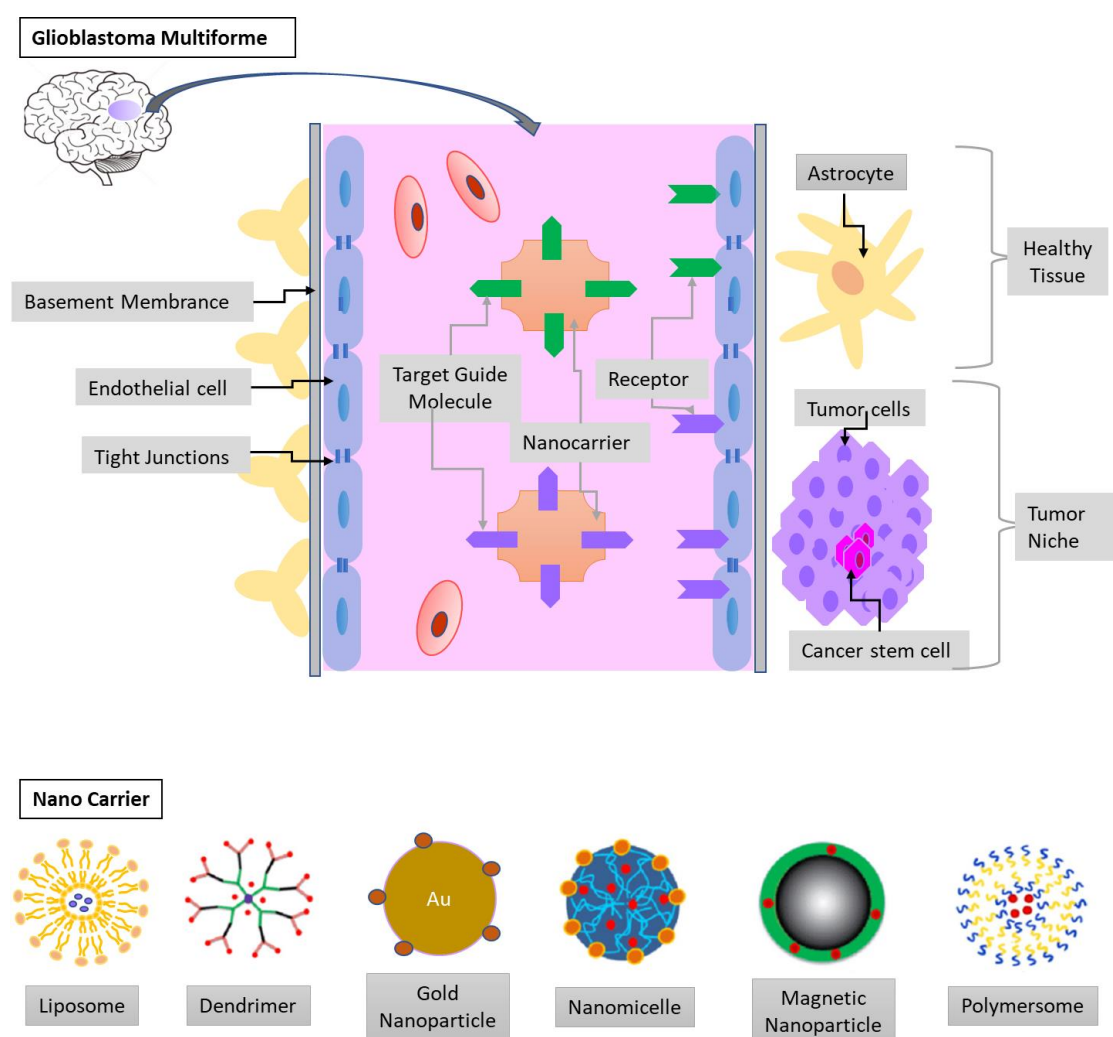 Glioblastoma Multiforme
Astrocyte
Healthy
Tissue
Basement Membrance
Endothelial cell
Tight Junctions
Target Guide
Molecule
Receptor
Nanocarrier
Tumor cells
Tumor
Niche
Cancer stem cell
Nano Carrier
Au
Liposome
Dendrimer
Gold
Nanoparticle
Nanomicelle
Magnetic
Nanoparticle
Polymersome